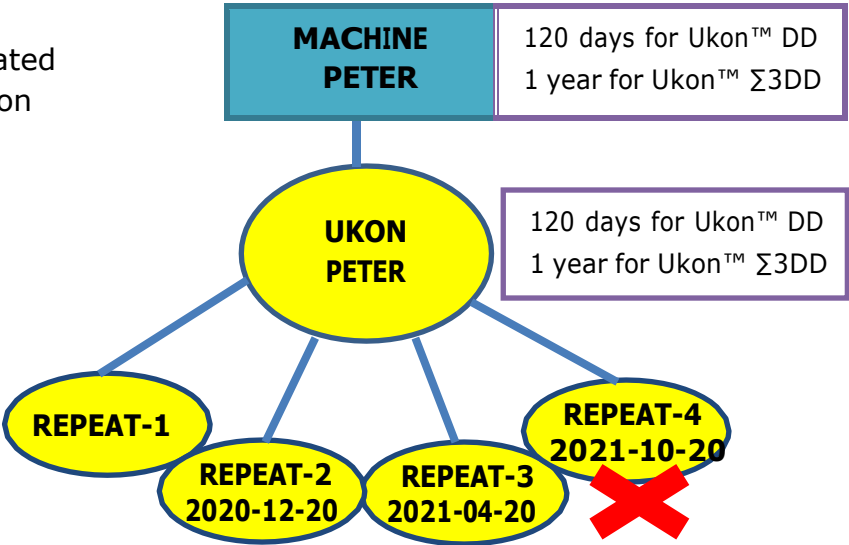 ated
on
MACHINE
PETER
120 days for Ukon™ DD
1 year for Ukon™ ∑3DD
UKON
PETER
120 days for Ukon™ DD
1 year for Ukon™ ∑3DD
REPEAT-1
REPEAT-2
2020-12-20
REPEAT-3
2021-04-20
REPEAT-4
2021-10-20